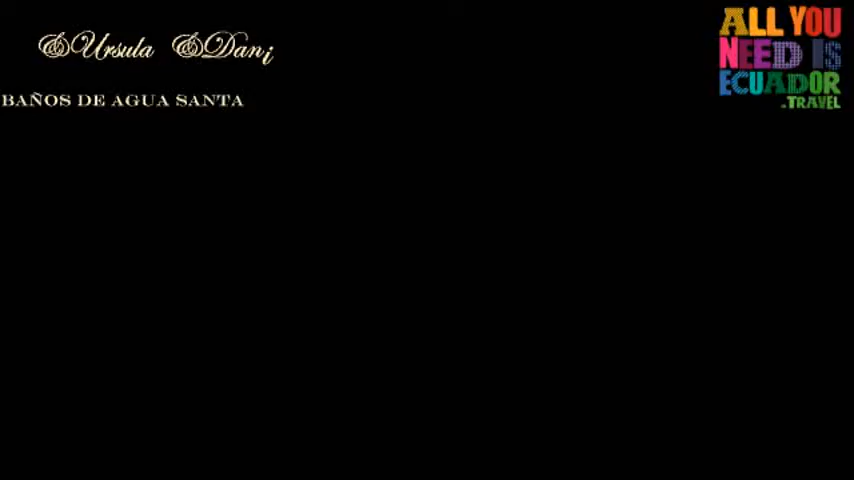 &Ursula &Dani
BAÑOS DE AGUA SANTA
ALL YOU
NEED IS
ECUADOR
.TRAVEL